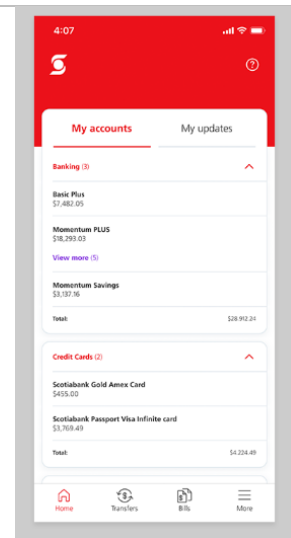 4:07
My accounts My updates
Banking (3)
Basic Plus
$7,482.05
Momentum PLUS
$18,293.03
View more (5)
Momentum Savings
$3,137.16
Total: $28.912.24
Credit Cards (2)
Scotiabank Gold Amex Card
$455.00
Scotiabank Passport Visa Infinite card
$3,769.49
Total: $4.224.49
Home Transfers Bills More